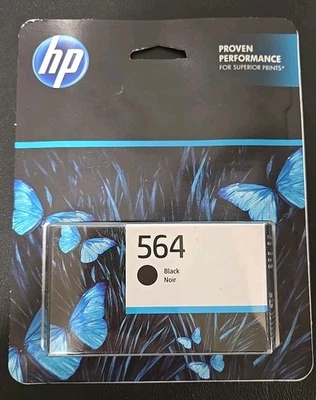 hp
PROVEN
PERFORMANCE
FOR SUPERIOR PRINTS*
564
Black
Noir